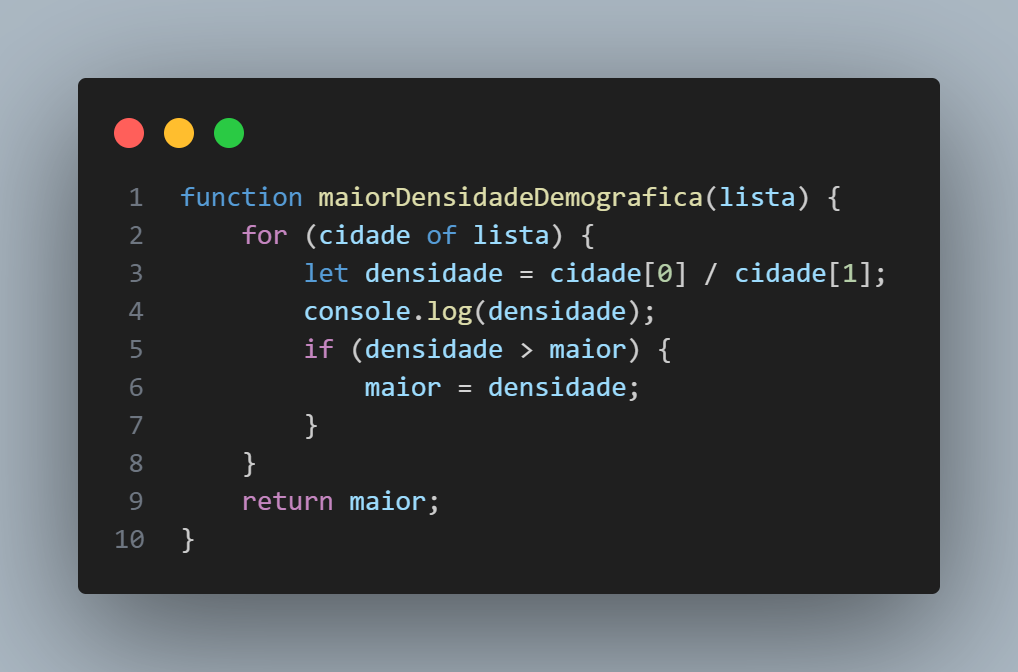 1 function maiorDensidadeDemografica(lista) {
2     for (cidade of lista) {
3         let densidade = cidade[0] / cidade[1];
4         console.log(densidade);
5         if (densidade > maior) {
6             maior = densidade;
7         }
8     }
9     return maior;
10 }